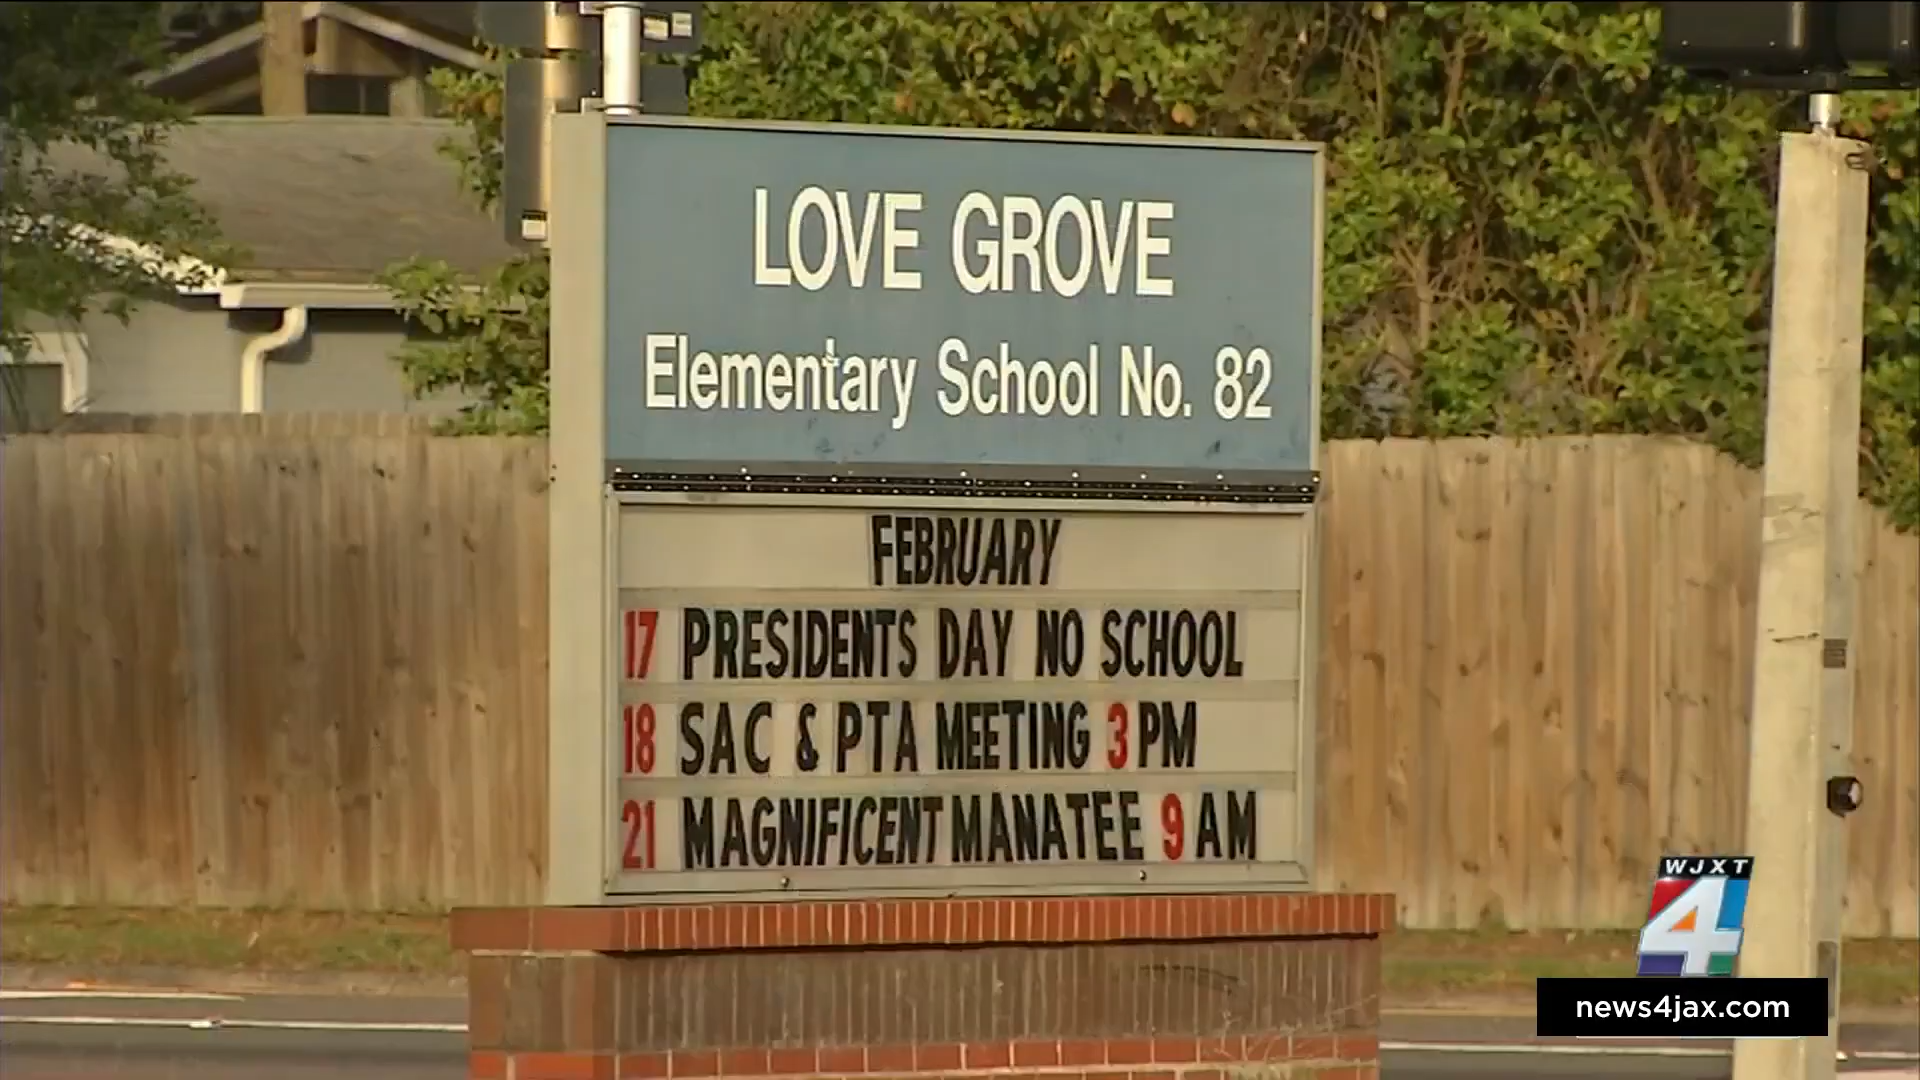 LOVE GROVE
Elementary School No. 82
FEBRUARY
17 PRESIDENTS DAY NO SCHOOL
18 SAC & PTA MEETING 3 PM
21 MAGNIFICENT MANATEE 9 AM
WJXT
4
news4jax.com